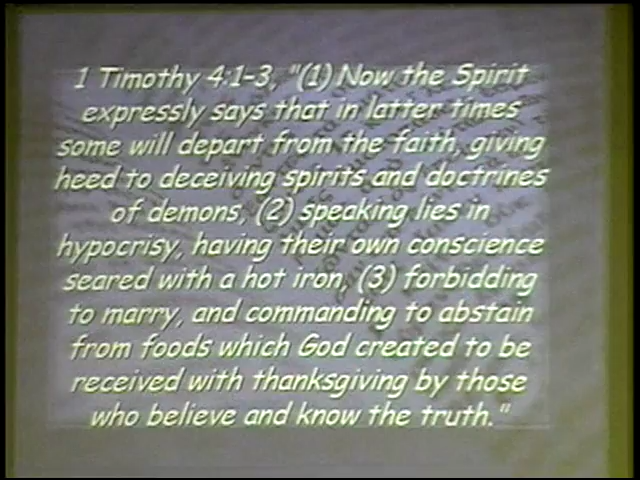 1 Timothy 4:1-3, "(1) Now the Spirit
expressly says that in latter times
some will depart from the faith, giving
heed to deceiving spirits and doctrines
of demons, (2) speaking lies in
hypocrisy, having their own conscience
seared with a hot iron, (3) forbidding
to marry, and commanding to abstain
from foods which God created to be
received with thanksgiving by those
who believe and know the truth."